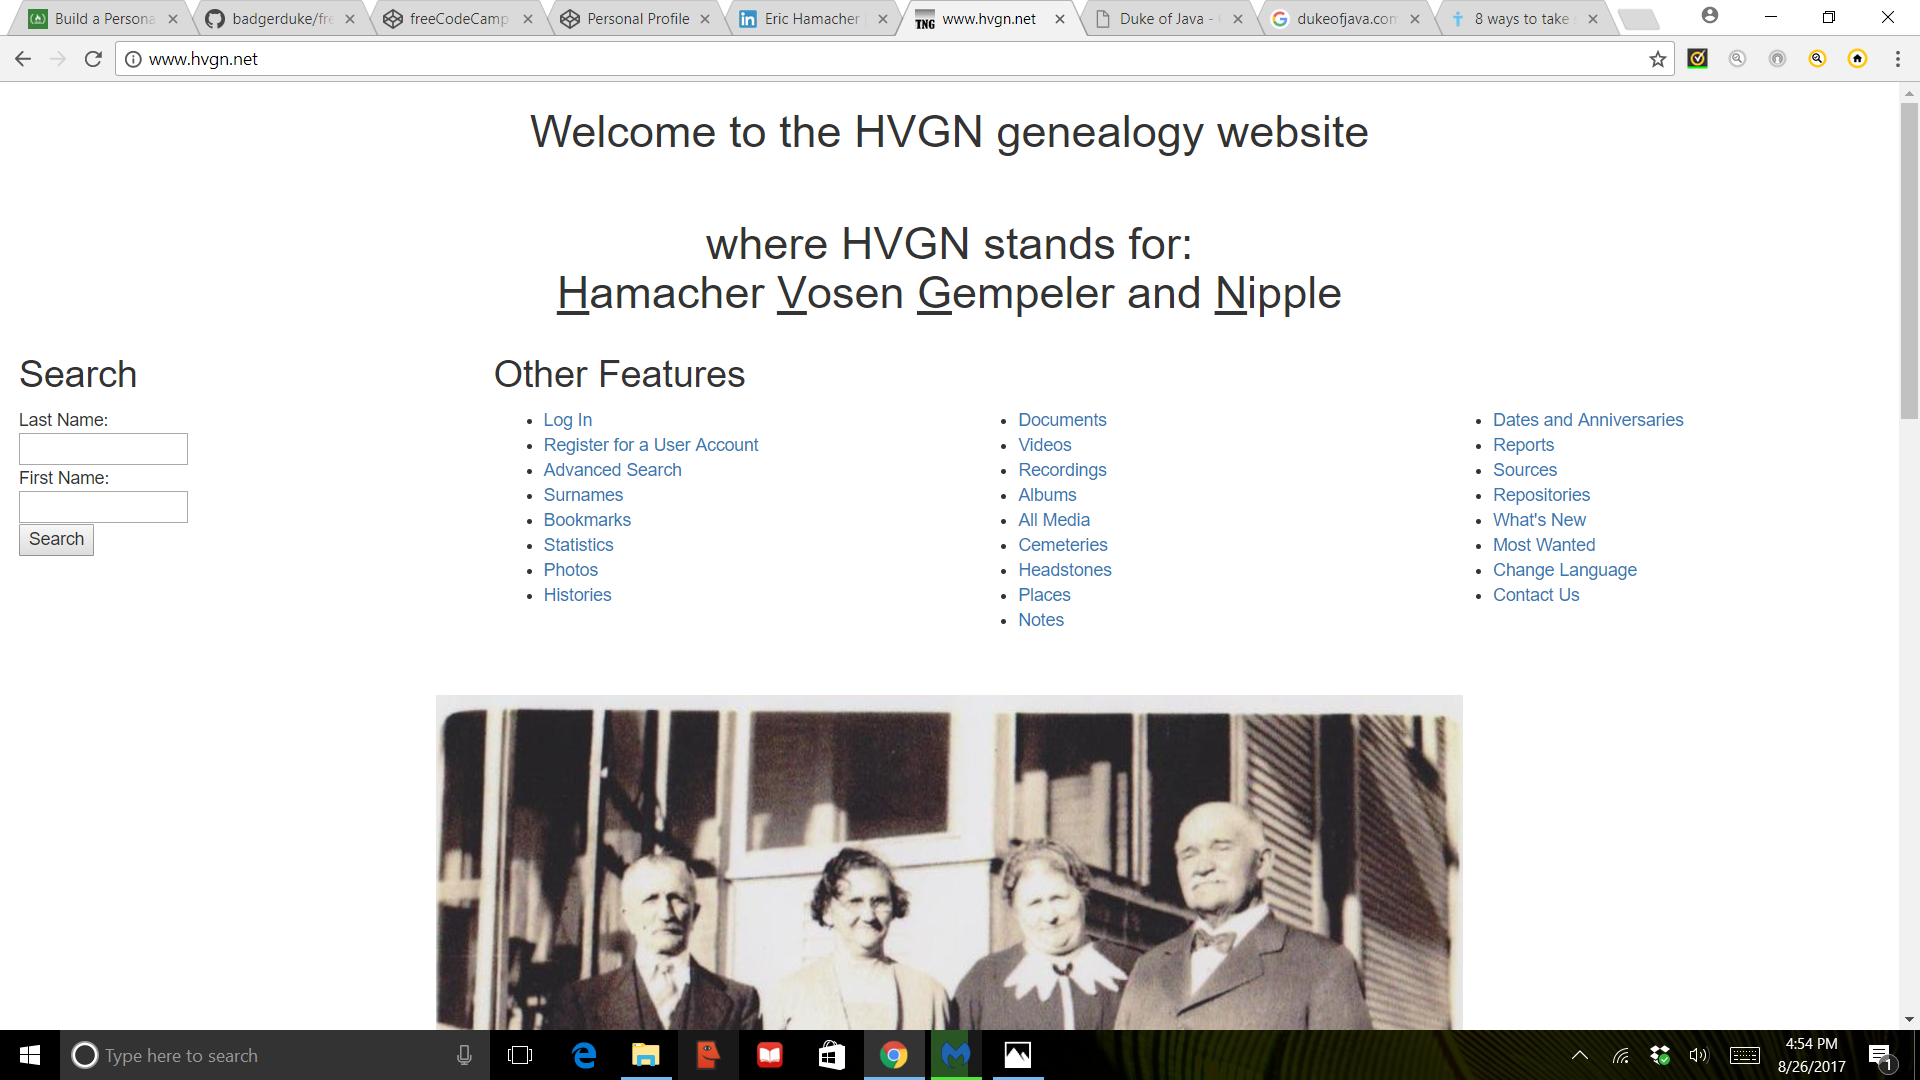 Build a Persona
badgerduke/fre
freeCodeCamp
Personal Profile
Eric Hamacher
TNG
www.hvgn.net
Duke of Java -
dukeofjava.com
8 ways to take
www.hvgn.net
Welcome to the HVGN genealogy website
where HVGN stands for:
Hamacher Vosen Gempeler and Nipple
Search
Last Name:
First Name:
Search
Other Features
Log In
Register for a User Account
Advanced Search
Surnames
Bookmarks
Statistics
Photos
Histories
Documents
Videos
Recordings
Albums
All Media
Cemeteries
Headstones
Places
Notes
Dates and Anniversaries
Reports
Sources
Repositories
What's New
Most Wanted
Change Language
Contact Us
Type here to search
4:54 PM
8/26/2017
1